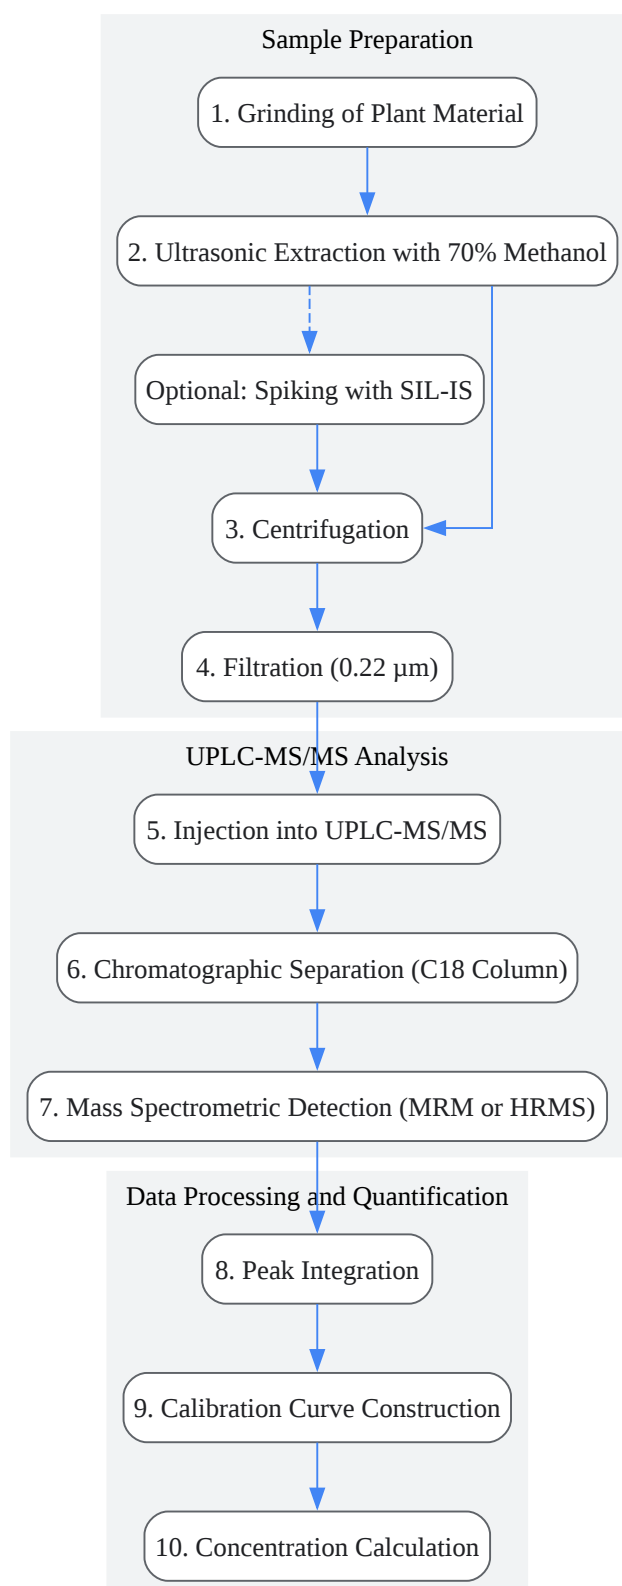 Sample Preparation
1. Grinding of Plant Material
2. Ultrasonic Extraction with 70% Methanol
Optional: Spiking with SIL-IS
3. Centrifugation
4. Filtration (0.22 µm)
UPLC-MS/MS Analysis
5. Injection into UPLC-MS/MS
6. Chromatographic Separation (C18 Column)
7. Mass Spectrometric Detection (MRM or HRMS)
Data Processing and Quantification
8. Peak Integration
9. Calibration Curve Construction
10. Concentration Calculation